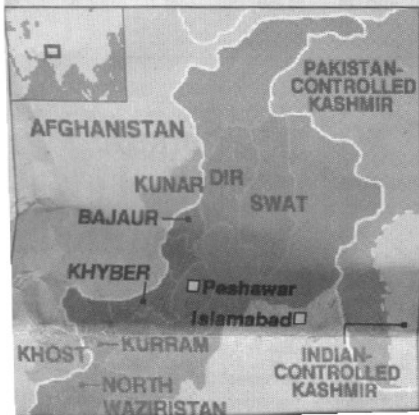 PAKISTAN-
CONTROLLED
KASHMIR
AFGHANISTAN
KUNAR
DIR
SWAT
BAJAUR
KHYBER
Peshawar
Islamabad
KHOST
KURRAM
INDIAN-
CONTROLLED
KASHMIR
NORTH
WAZIRISTAN